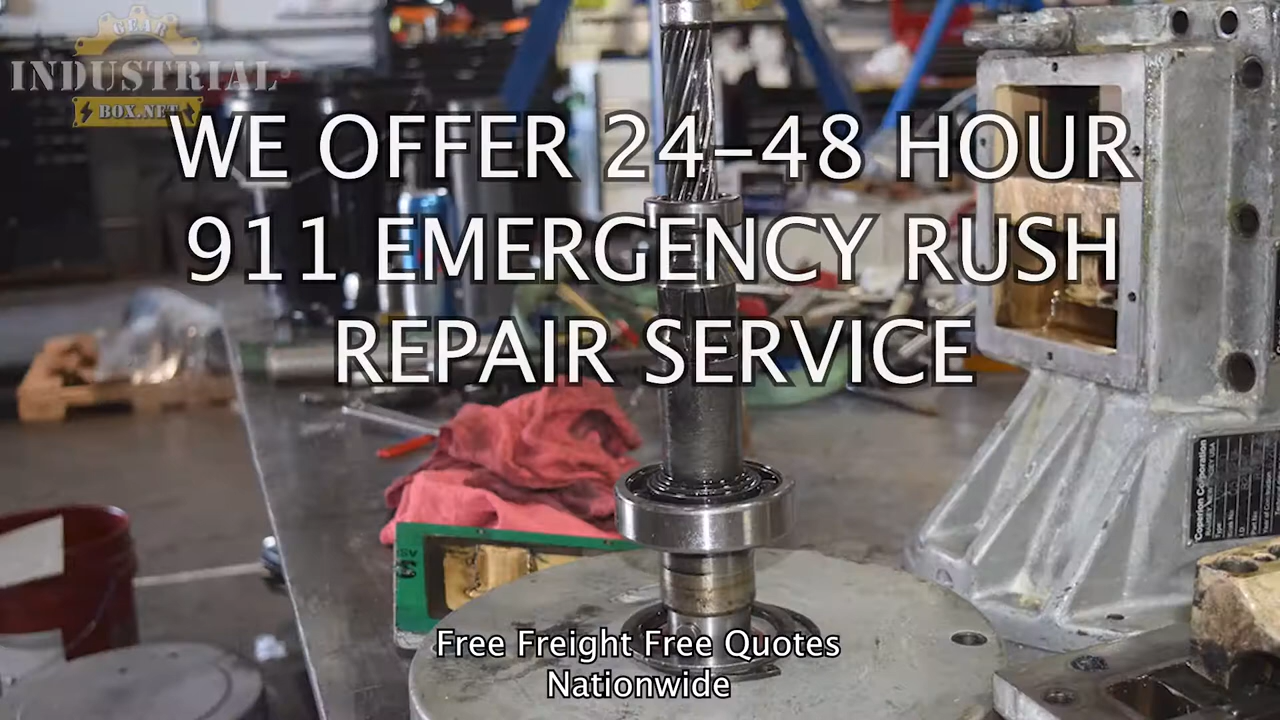 GEAR
INDUSTRIAL
BOX.NET
WE OFFER 24-48 HOUR
911 EMERGENCY RUSH
REPAIR SERVICE
Coperion Corporation
Free Freight Free Quotes
Nationwide